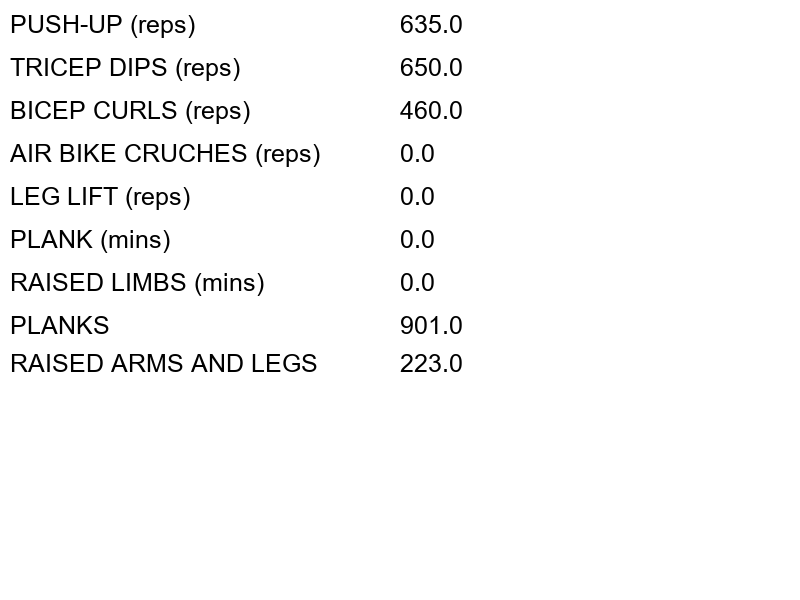 PUSH-UP (reps) 635.0
TRICEP DIPS (reps) 650.0
BICEP CURLS (reps) 460.0
AIR BIKE CRUCHES (reps) 0.0
LEG LIFT (reps) 0.0
PLANK (mins) 0.0
RAISED LIMBS (mins) 0.0
PLANKS 901.0
RAISED ARMS AND LEGS 223.0